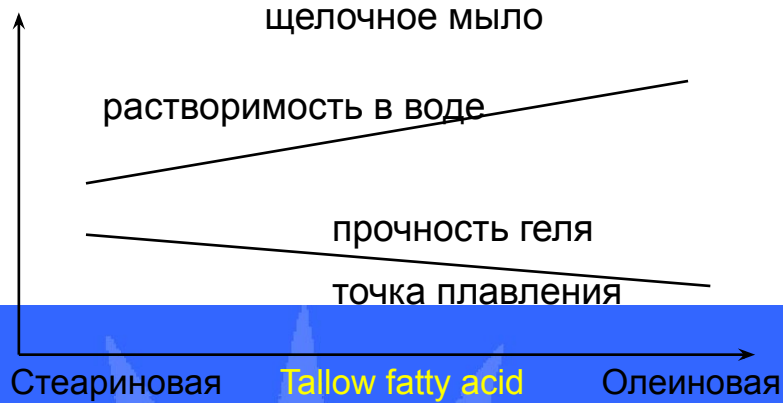 щелочное мыло
растворимость в воде
прочность геля
точка плавления
Стеариновая Tallow fatty acid Олеиновая